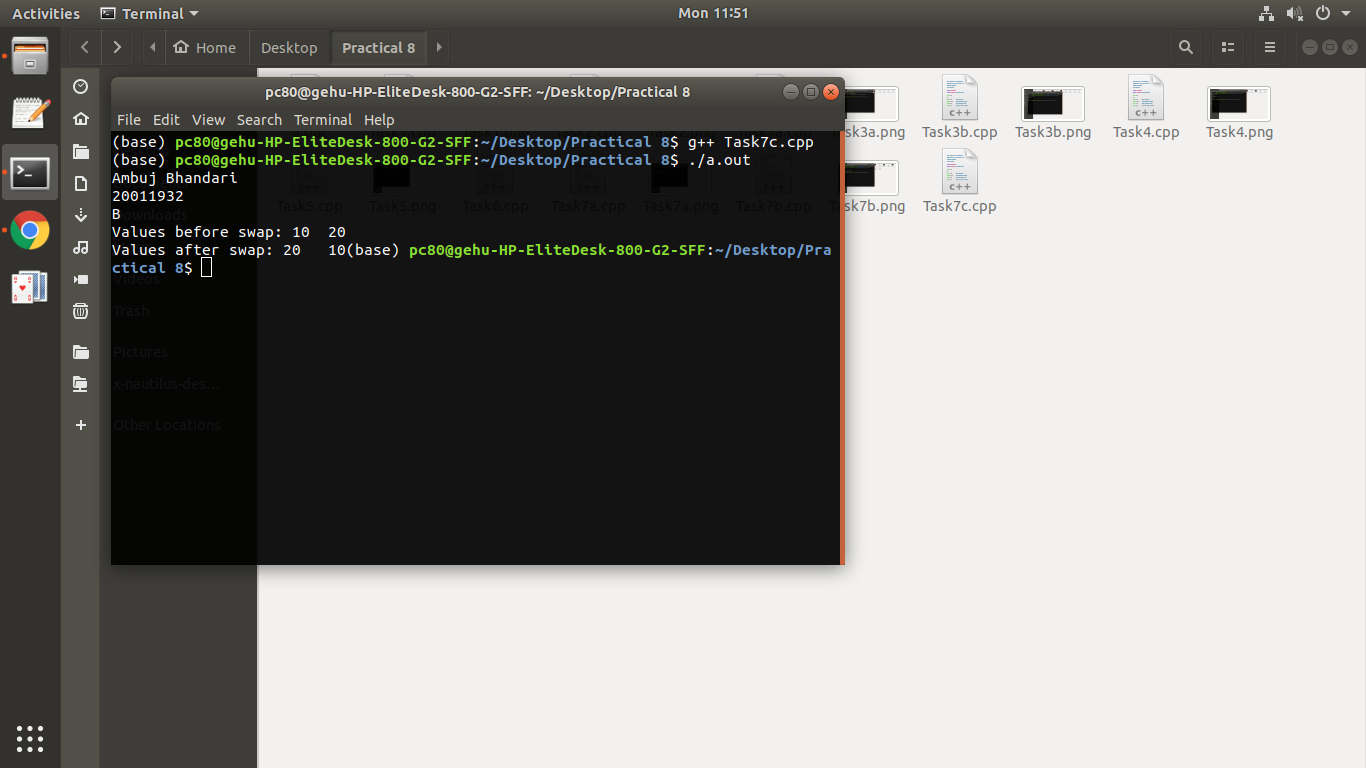 Activities
Terminal
Mon 11:51
Home
Desktop
Practical 8
pc80@gehu-HP-EliteDesk-800-G2-SFF: ~/Desktop/Practical 8
File Edit View Search Terminal Help
(base) pc80@gehu-HP-EliteDesk-800-G2-SFF:~/Desktop/Practical 8$ g++ Task7c.cpp
(base) pc80@gehu-HP-EliteDesk-800-G2-SFF:~/Desktop/Practical 8$ ./a.out
Ambuj Bhandari
20011932
B
Values before swap: 10  20
Values after swap: 20   10(base) pc80@gehu-HP-EliteDesk-800-G2-SFF:~/Desktop/Pra
ctical 8$
Downloads
Videos
Trash
Pictures
x-nautilus-des…
Other Locations
sk3a.png Task3b.cpp Task3b.png Task4.cpp Task4.png
Task5.cpp Task5.png Task6.cpp Task7a.cpp Task7a.png Task7b.cpp sk7b.png Task7c.cpp